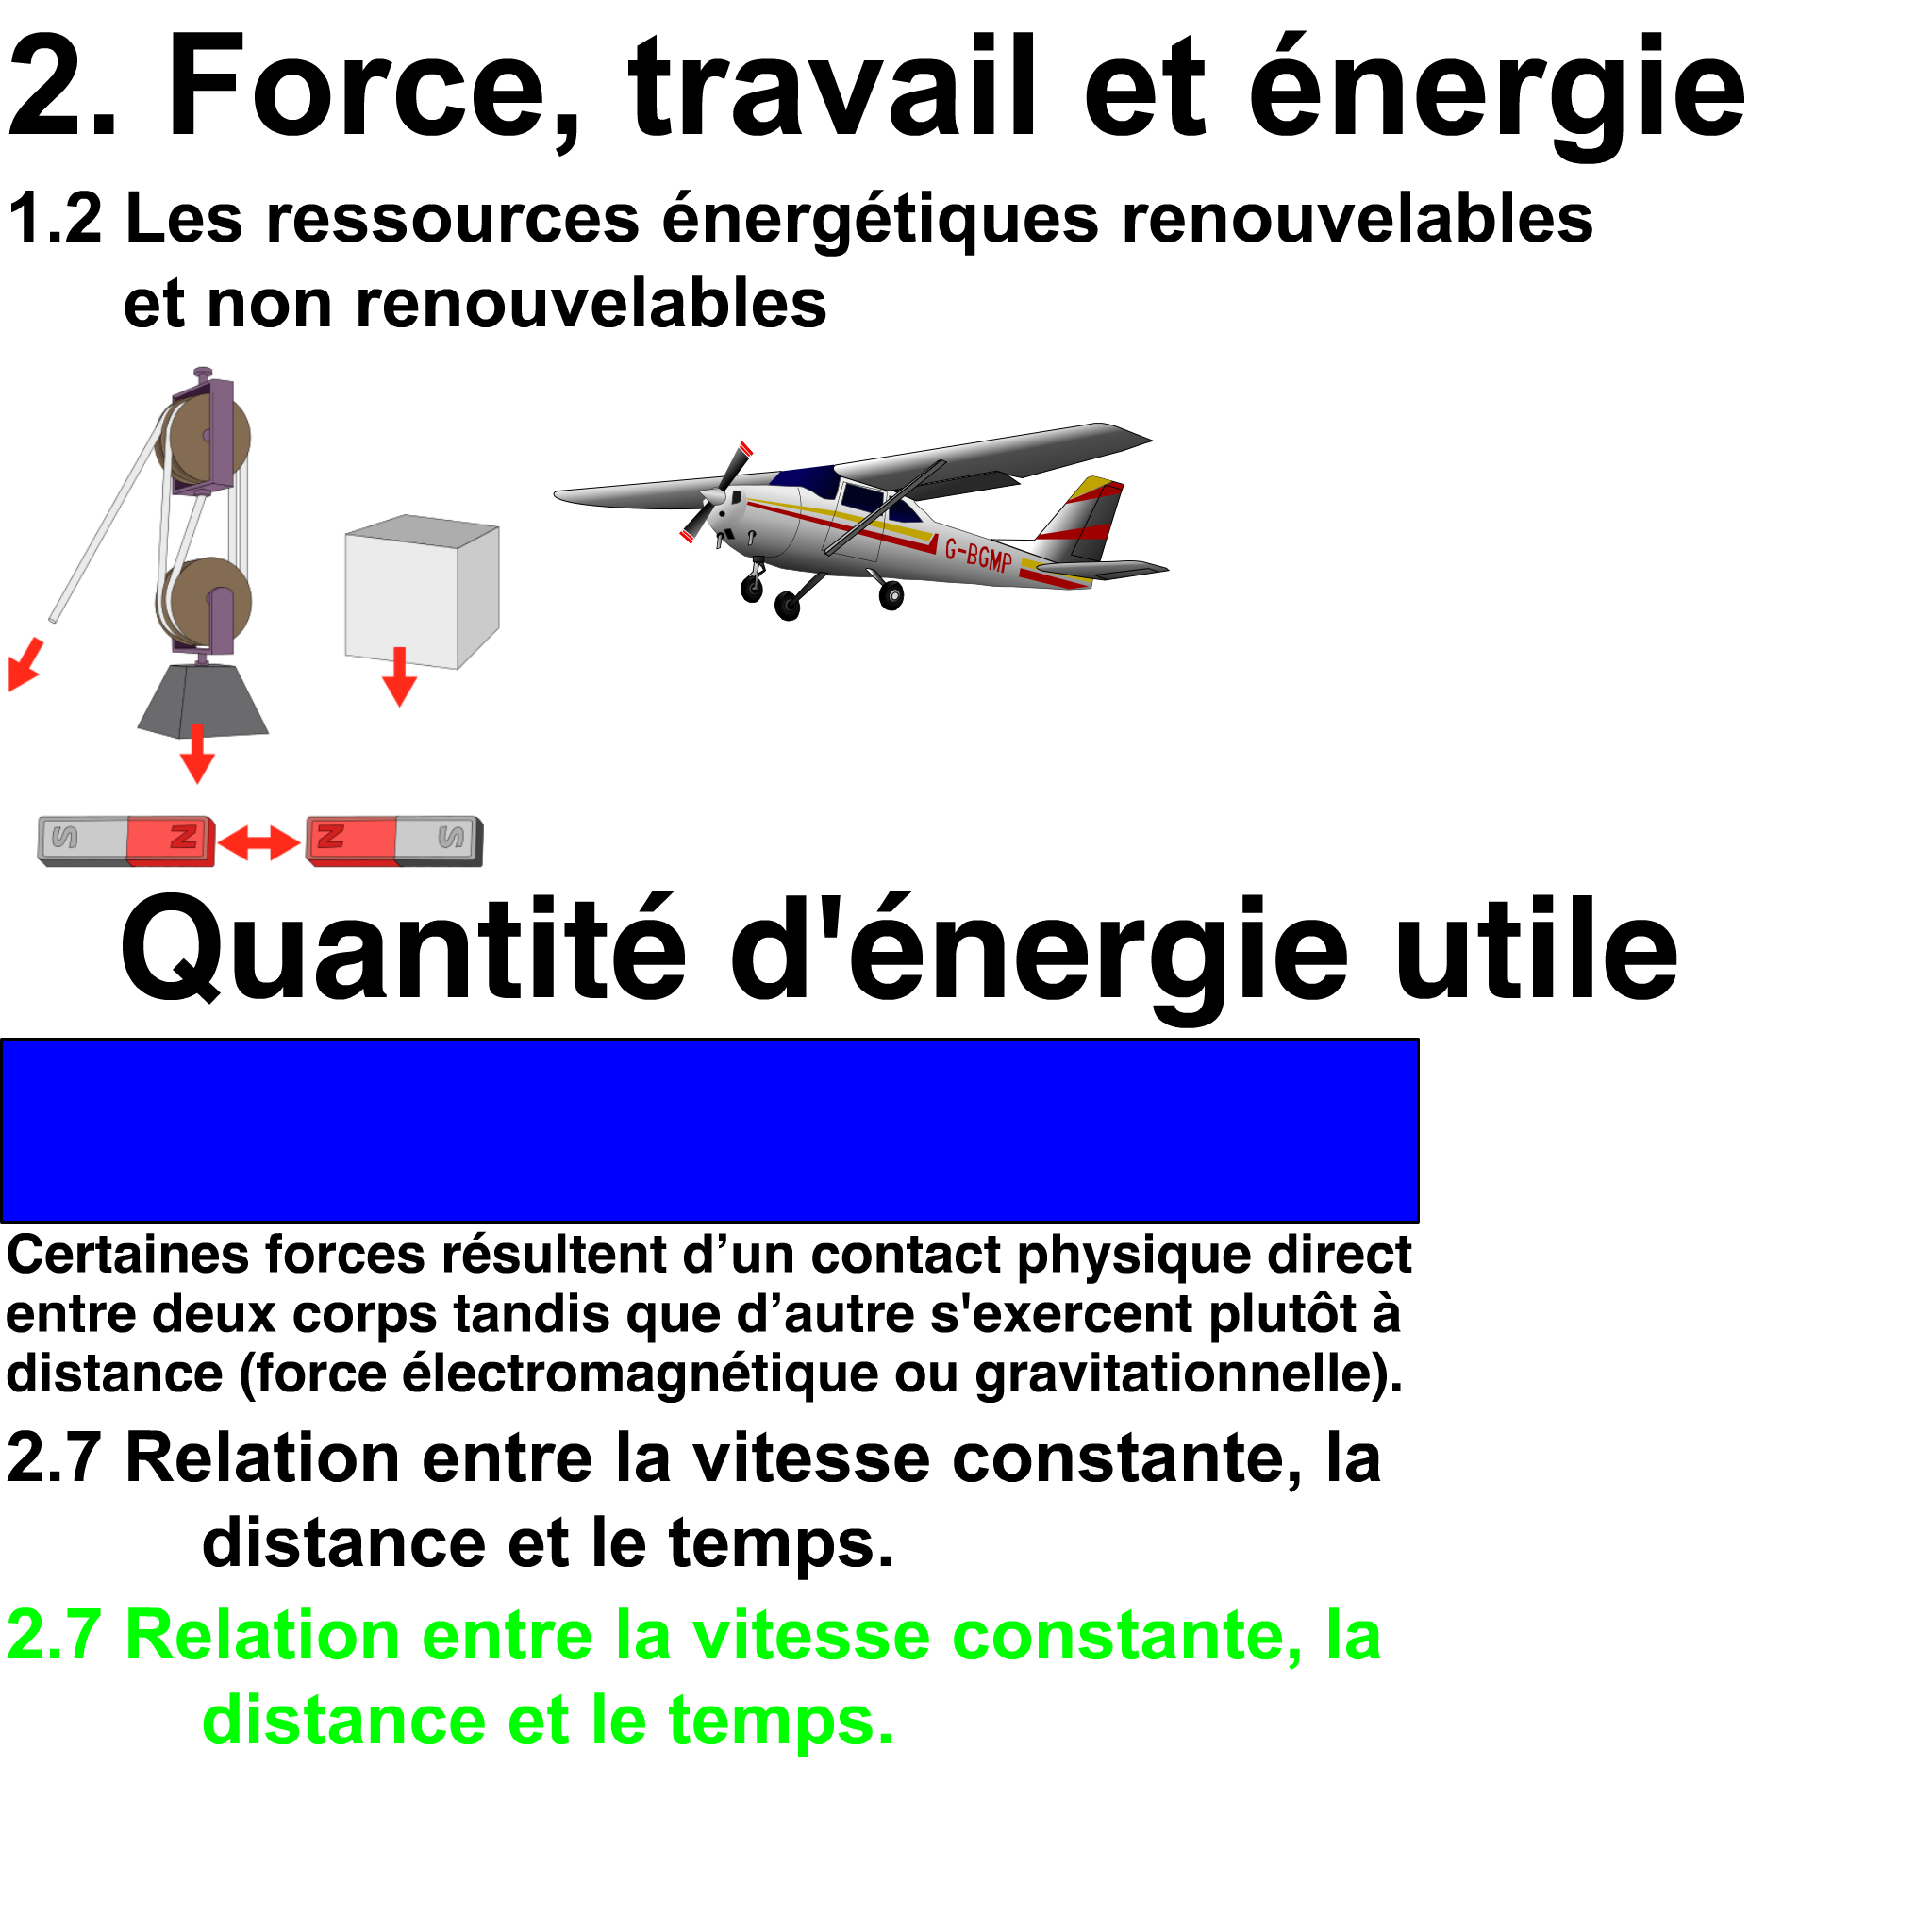 2. Force, travail et énergie
1.2 Les ressources énergétiques renouvelables
et non renouvelables
G-BGMP
S N N S
Quantité d'énergie utile
Certaines forces résultent d’un contact physique direct
entre deux corps tandis que d’autre s'exercent plutôt à
distance (force électromagnétique ou gravitationnelle).
2.7 Relation entre la vitesse constante, la
distance et le temps.
2.7 Relation entre la vitesse constante, la
distance et le temps.